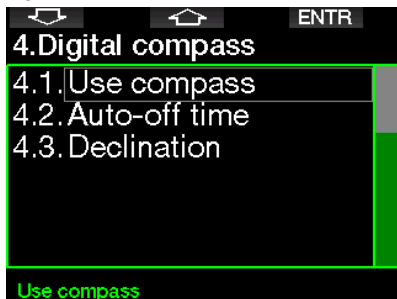 ENTR
4.Digital compass
4.1.Use compass
4.2.Auto-off time
4.3.Declination
Use compass